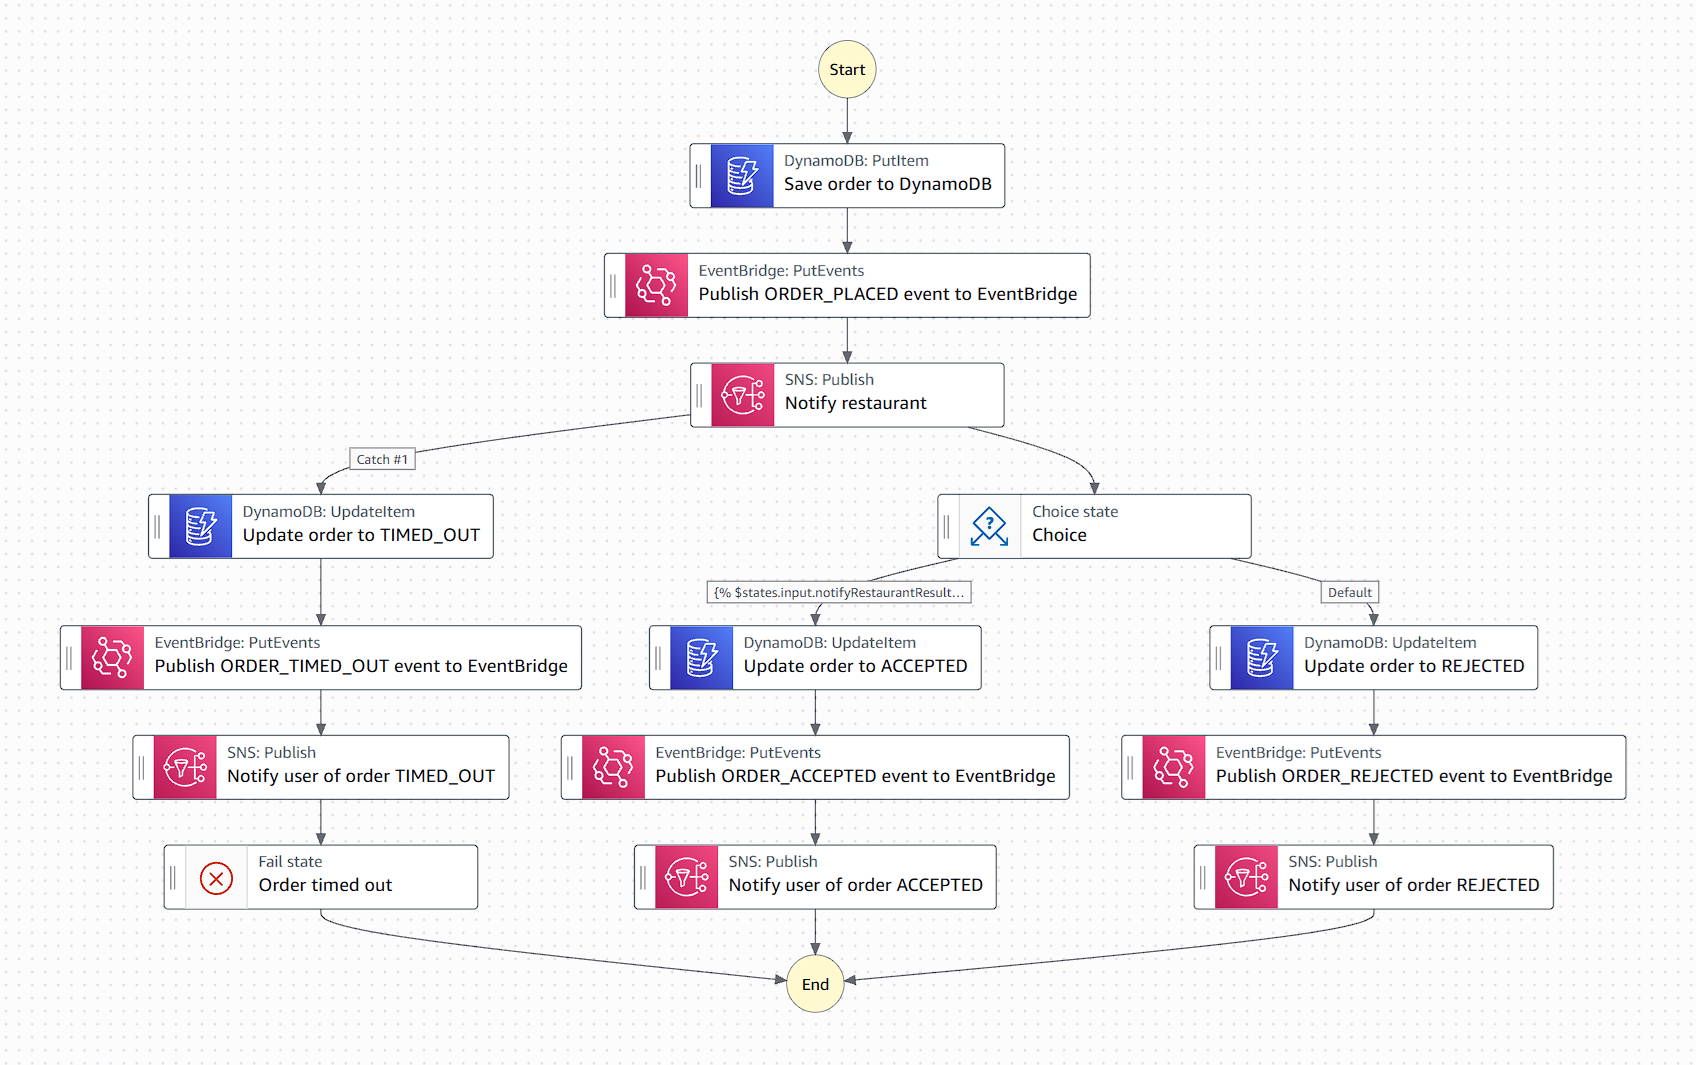 Start
DynamoDB: PutItem
Save order to DynamoDB
EventBridge: PutEvents
Publish ORDER_PLACED event to EventBridge
SNS: Publish
Notify restaurant
Catch #1
DynamoDB: UpdateItem
Update order to TIMED_OUT
Choice state
Choice
{% $states.input.notifyRestaurantResult...
Default
EventBridge: PutEvents
Publish ORDER_TIMED_OUT event to EventBridge
DynamoDB: UpdateItem
Update order to ACCEPTED
DynamoDB: UpdateItem
Update order to REJECTED
SNS: Publish
Notify user of order TIMED_OUT
EventBridge: PutEvents
Publish ORDER_ACCEPTED event to EventBridge
EventBridge: PutEvents
Publish ORDER_REJECTED event to EventBridge
Fail state
Order timed out
SNS: Publish
Notify user of order ACCEPTED
SNS: Publish
Notify user of order REJECTED
End